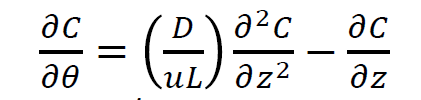 ∂C/∂θ = (D/uL) ∂²C/∂z² − ∂C/∂z